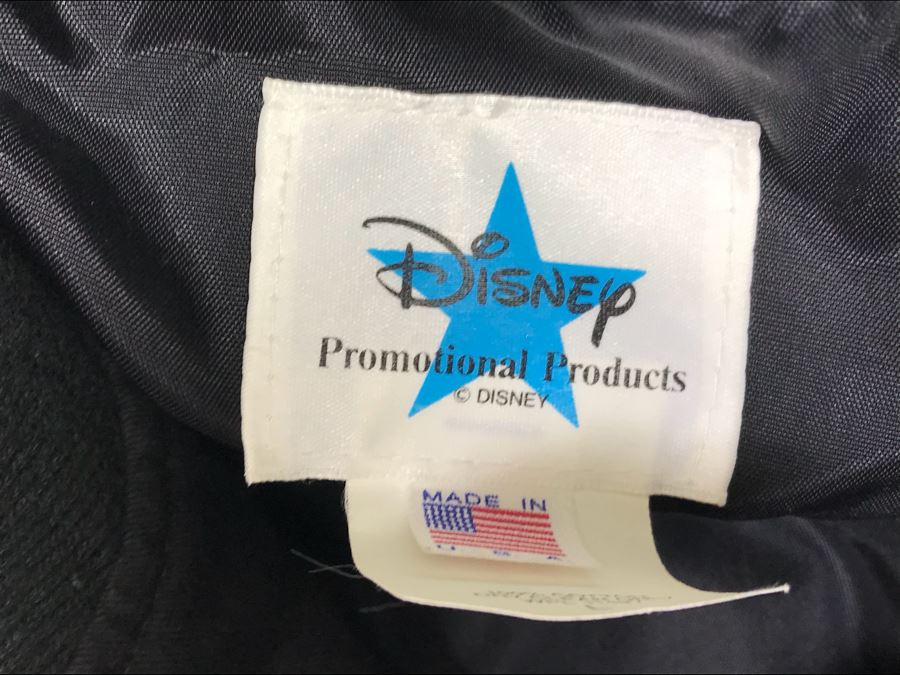 Disney
Promotional Products
© DISNEY
MADE IN
U S A